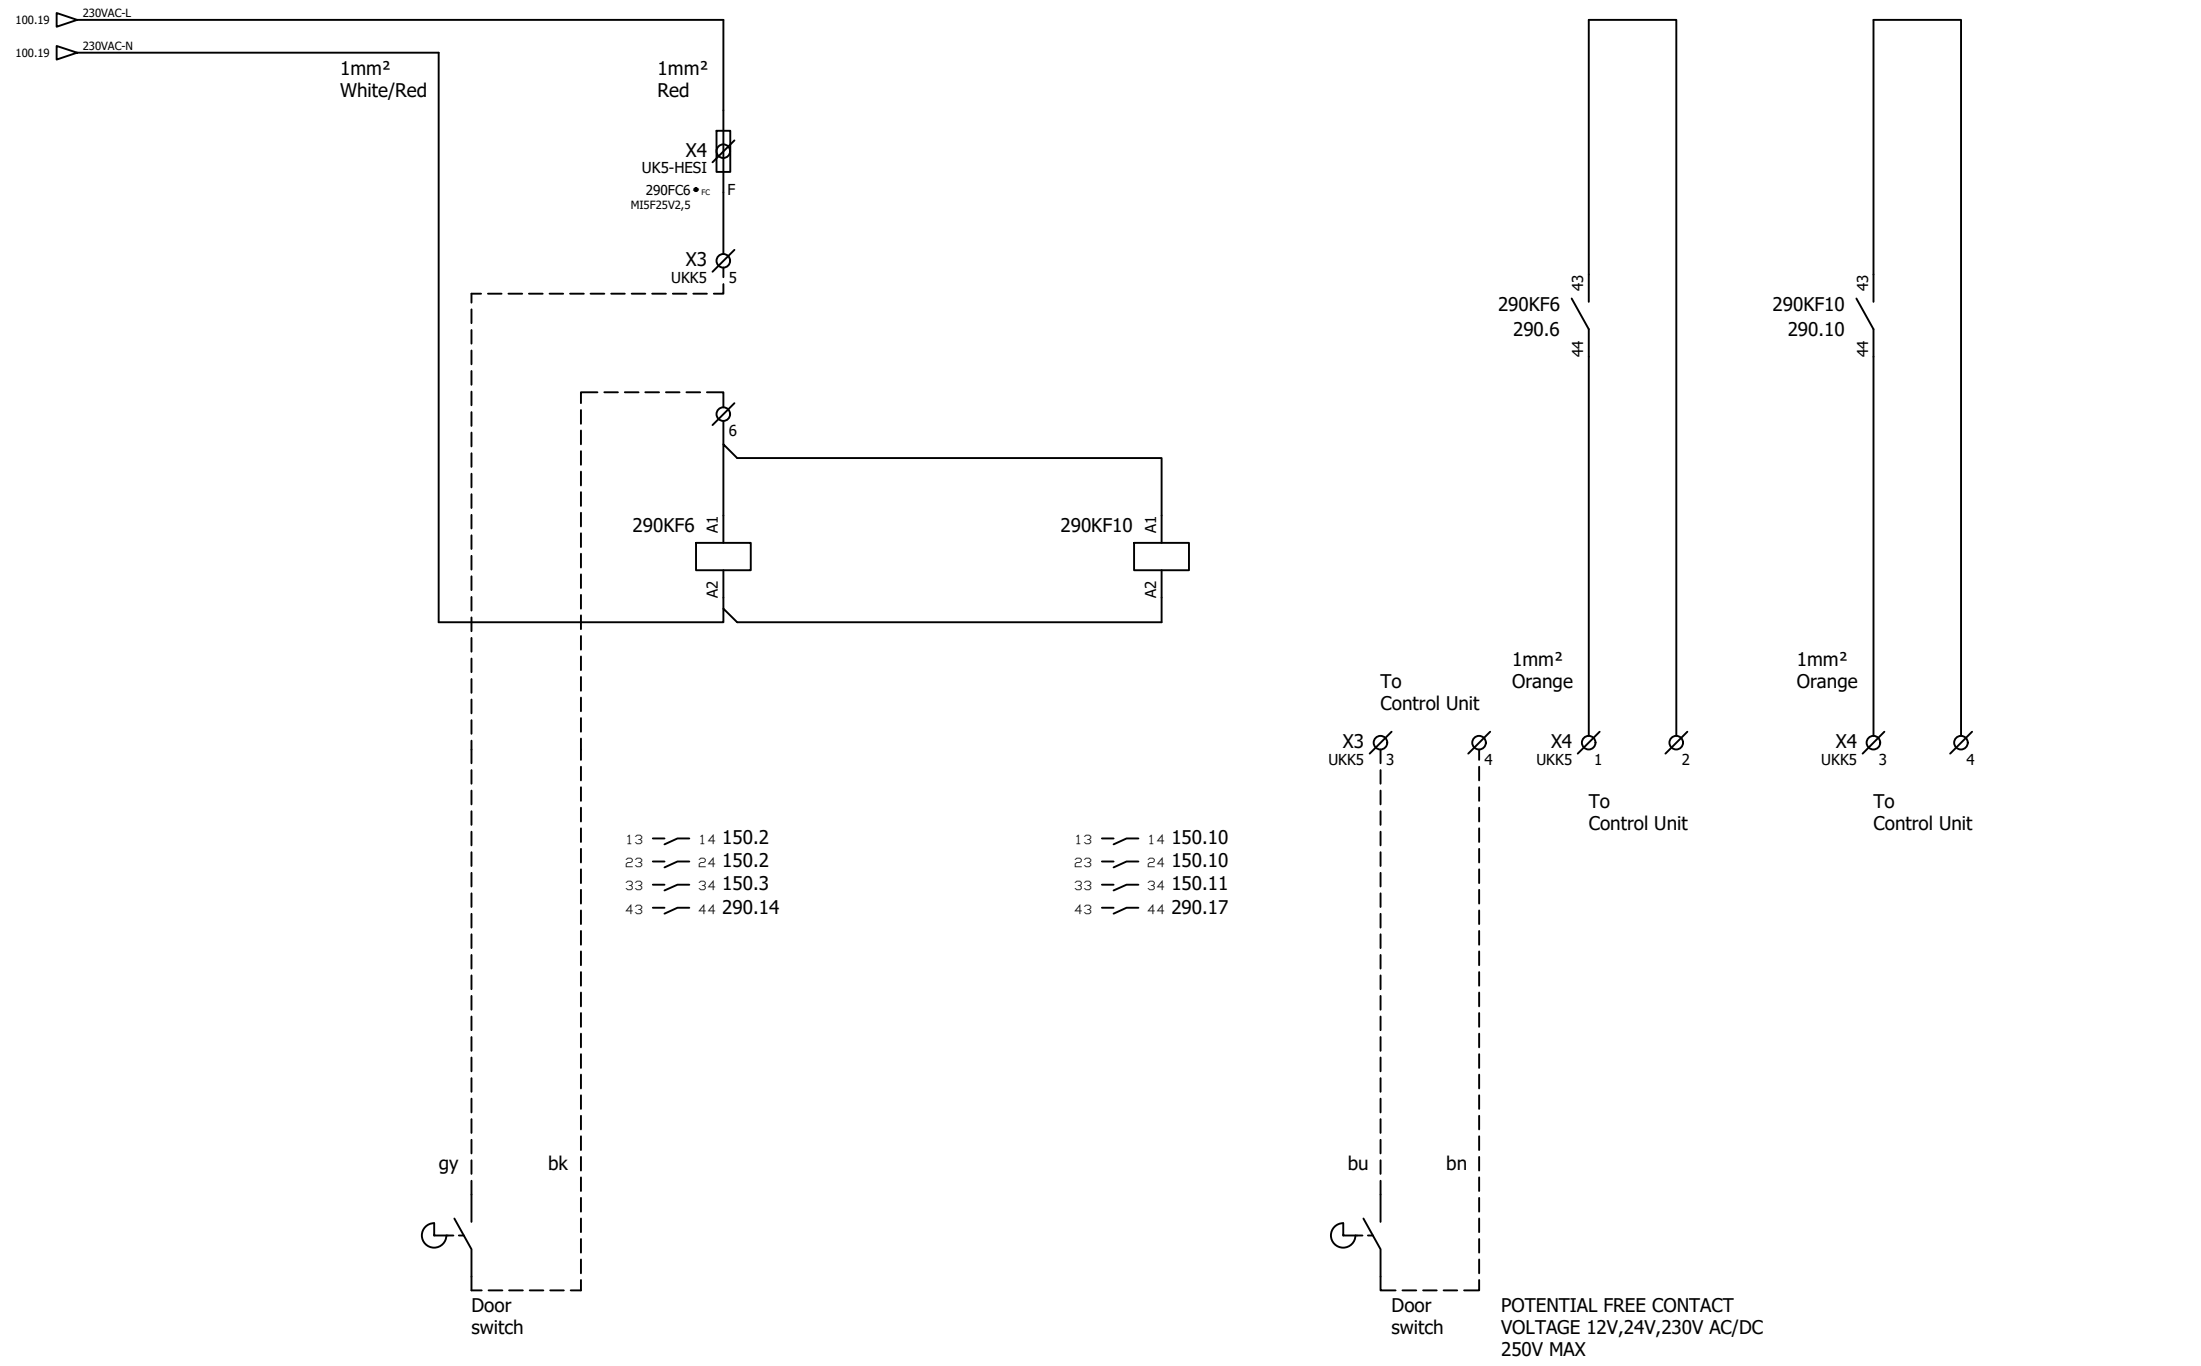 100.19 230VAC-L
100.19 230VAC-N
1mm²
White/Red
1mm²
Red
X4
UK5-HESI
290FC6 • FC F
MI5F25V2,5
X3
UKK5 5
6
290KF6 A1
A2
290KF10 A1
A2
13 14 150.2
23 24 150.2
33 34 150.3
43 44 290.14
13 14 150.10
23 24 150.10
33 34 150.11
43 44 290.17
gy
bk
Door
switch
To
Control Unit
X3
UKK5 3
4
bu
bn
Door
switch
POTENTIAL FREE CONTACT
VOLTAGE 12V,24V,230V AC/DC
250V MAX
43
290KF6
290.6
44
1mm²
Orange
X4
UKK5 1
2
To
Control Unit
43
290KF10
290.10
44
1mm²
Orange
X4
UKK5 3
4
To
Control Unit